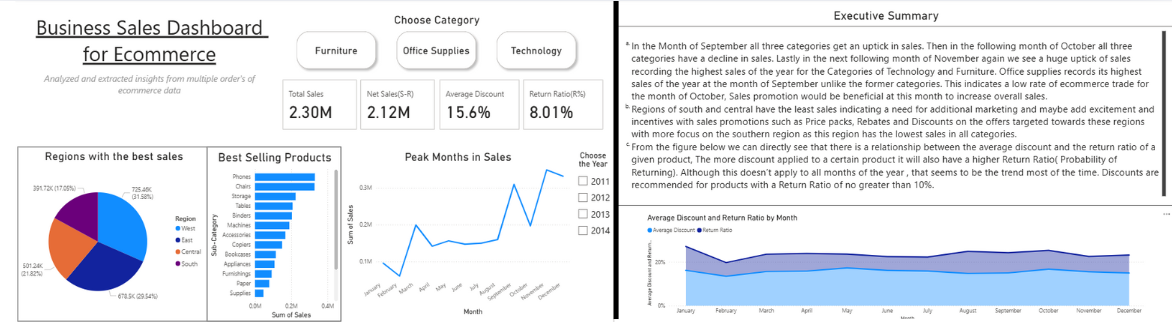 Business Sales Dashboard
for Ecommerce
Analyzed and extracted insights from multiple order's of
ecommerce data
Choose Category
Furniture
Office Supplies
Technology
Total Sales
2.30M
Net Sales(S-R)
2.12M
Average Discount
15.6%
Return Ratio(R%)
8.01%
Regions with the best sales
391.72K (17.05%)
725.46K
(31.58%)
501.24K
(21.82%)
678.5K (29.54%)
Region
West
East
Central
South
Best Selling Products
Sub-Category
Phones
Chairs
Storage
Tables
Binders
Machines
Accessories
Copiers
Bookcases
Appliances
Furnishings
Paper
Supplies
0.0M 0.2M 0.4M
Sum of Sales
Peak Months in Sales
Sum of Sales
0.3M
0.2M
0.1M
January February March April May June July August September October November December
Month
Choose
the Year
2011
2012
2013
2014
Executive Summary
a. In the Month of September all three categories get an uptick in sales. Then in the following month of October all three
categories have a decline in sales. Lastly in the next following month of November again we see a huge uptick of sales
recording the highest sales of the year for the Categories of Technology and Furniture. Office supplies records its highest
sales of the year at the month of September unlike the former categories. This indicates a low rate of ecommerce trade for
the month of October, Sales promotion would be beneficial at this month to increase overall sales.
b. Regions of south and central have the least sales indicating a need for additional marketing and maybe add excitement and
incentives with sales promotions such as Price packs, Rebates and Discounts on the offers targeted towards these regions
with more focus on the southern region as this region has the lowest sales in all categories.
c. From the figure below we can directly see that there is a relationship between the average discount and the return ratio of a
given product, The more discount applied to a certain product it will also have a higher Return Ratio( Probability of
Returning). Although this doesn't apply to all months of the year , that seems to be the trend most of the time. Discounts are
recommended for products with a Return Ratio of no greater than 10%.
Average Discount and Return Ratio by Month
Average Discount Return Ratio
Average Discount and Return...
20%
0%
January February March April May June July August September October November December
Month